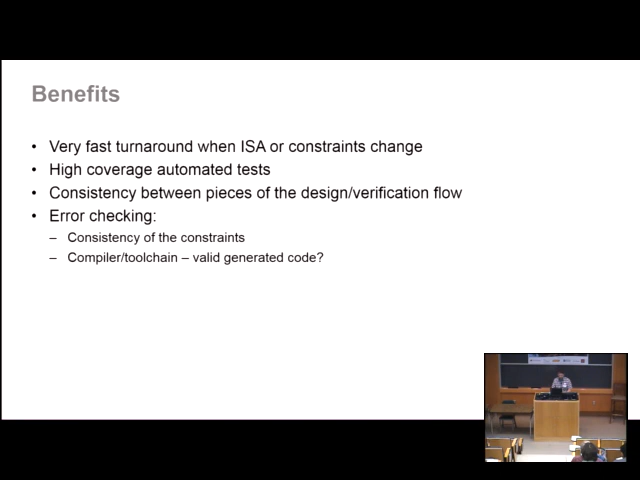 Benefits
• Very fast turnaround when ISA or constraints change
• High coverage automated tests
• Consistency between pieces of the design/verification flow
• Error checking:
– Consistency of the constraints
– Compiler/toolchain – valid generated code?